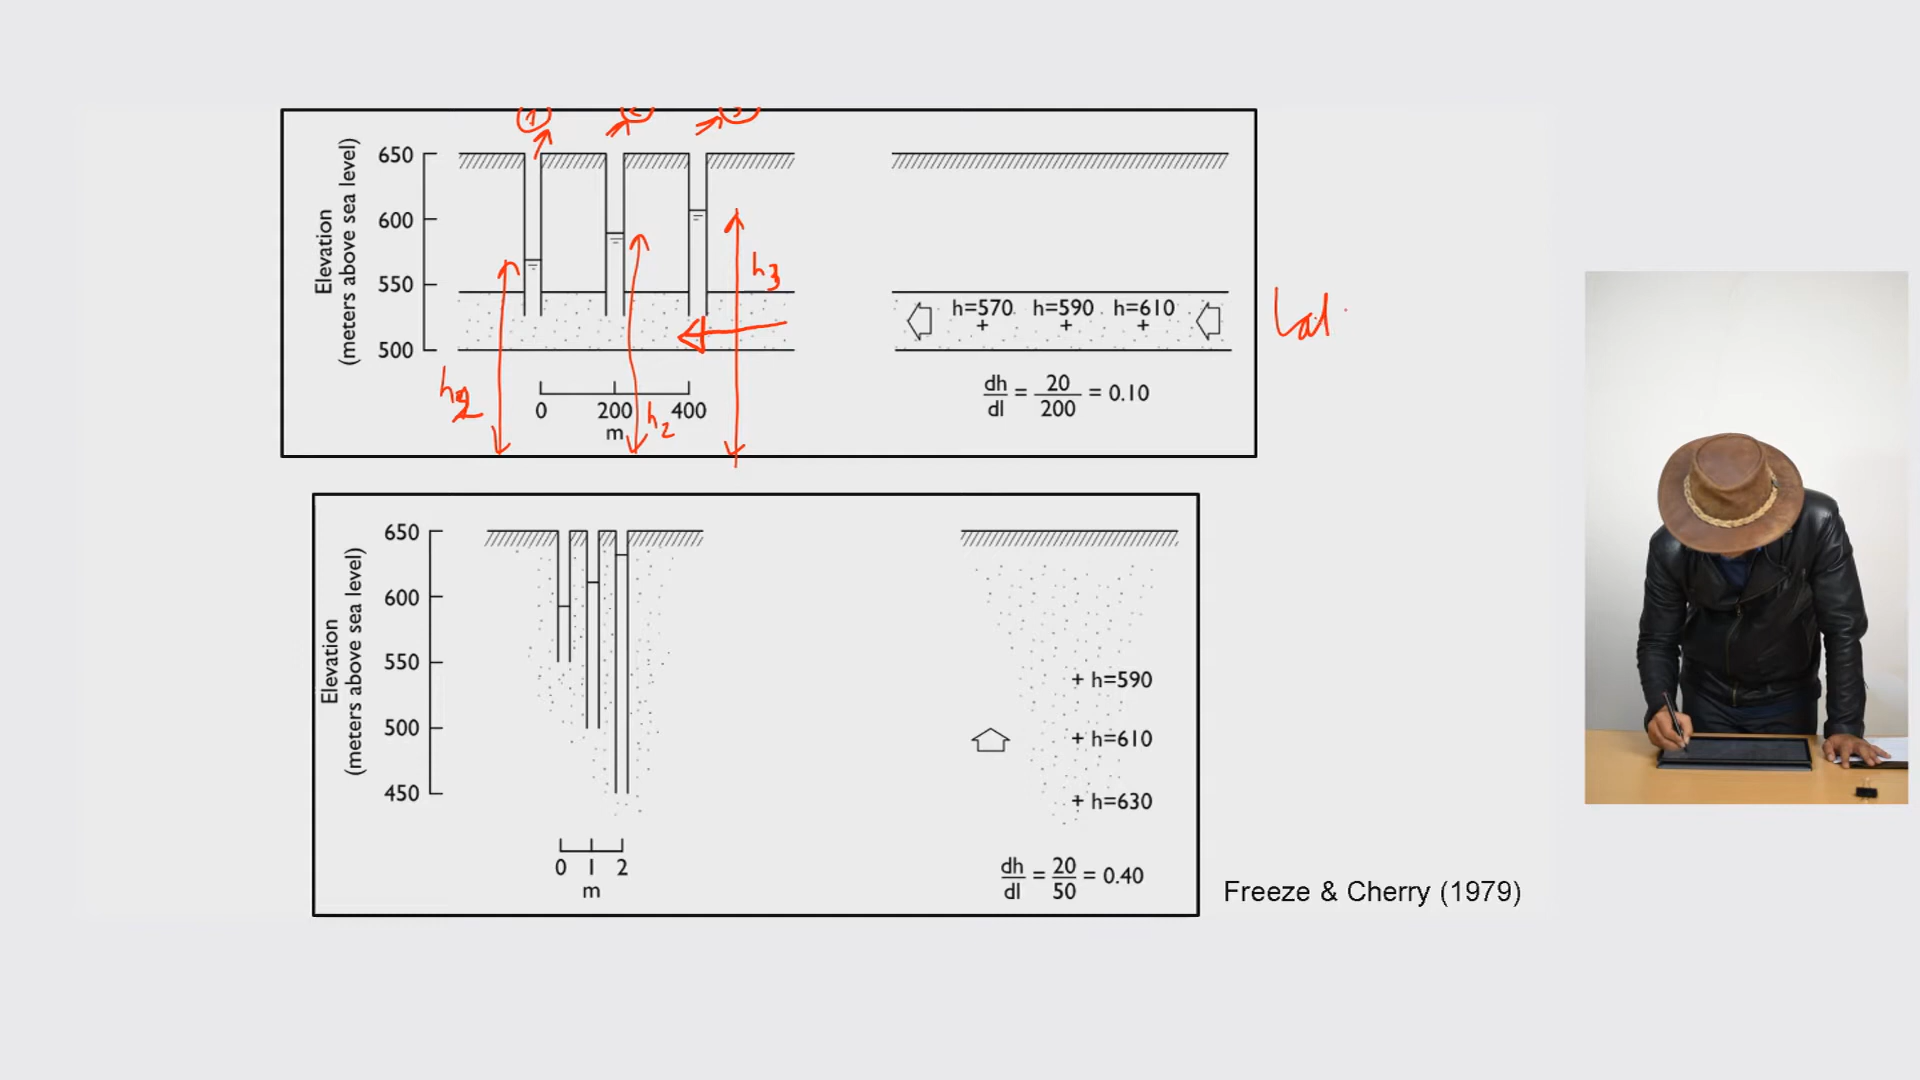 1
650
600
550
500
Elevation
(meters above sea level)
h2
h3
h=570 h=590 h=610
+ + +
Lat
0 200 400
m
dh/dl = 20/200 = 0.10
650
600
550
500
450
Elevation
(meters above sea level)
+ h=590
+ h=610
+ h=630
0 1 2
m
dh/dl = 20/50 = 0.40
Freeze & Cherry (1979)